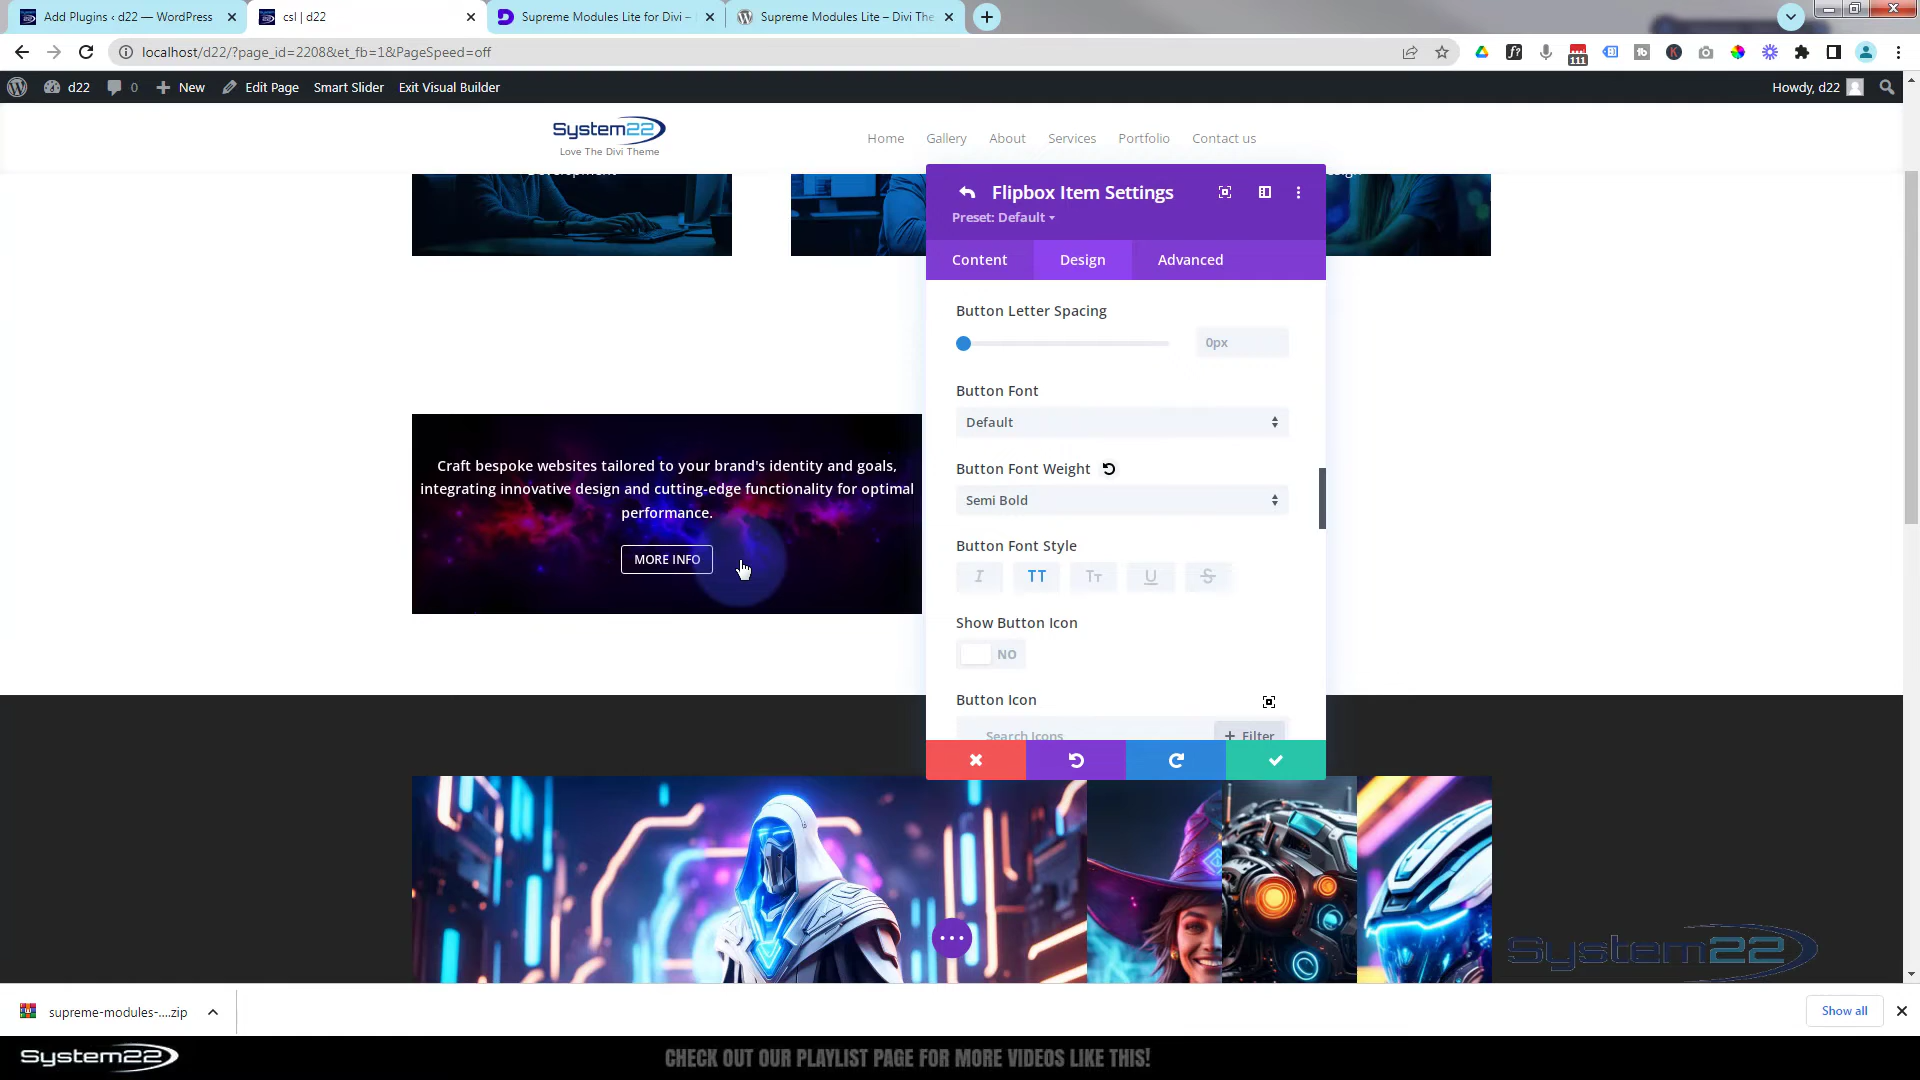 Add Plugins ‹ d22 — WordPress
csl | d22
Supreme Modules Lite for Divi –
Supreme Modules Lite – Divi The
localhost/d22/?page_id=2208&et_fb=1&PageSpeed=off
111
d22
0
New
Edit Page
Smart Slider
Exit Visual Builder
Howdy, d22
System22
Love The Divi Theme
Home
Gallery
About
Services
Portfolio
Contact us
Flipbox Item Settings
Preset: Default
Content
Design
Advanced
Button Letter Spacing
0px
Button Font
Default
Button Font Weight
Semi Bold
Button Font Style
I
TT
Tт
U
S
Show Button Icon
NO
Button Icon
Search Icons
+ Filter
Craft bespoke websites tailored to your brand's identity and goals,
integrating innovative design and cutting-edge functionality for optimal
performance.
MORE INFO
System22
supreme-modules-....zip
Show all
System22
CHECK OUT OUR PLAYLIST PAGE FOR MORE VIDEOS LIKE THIS!